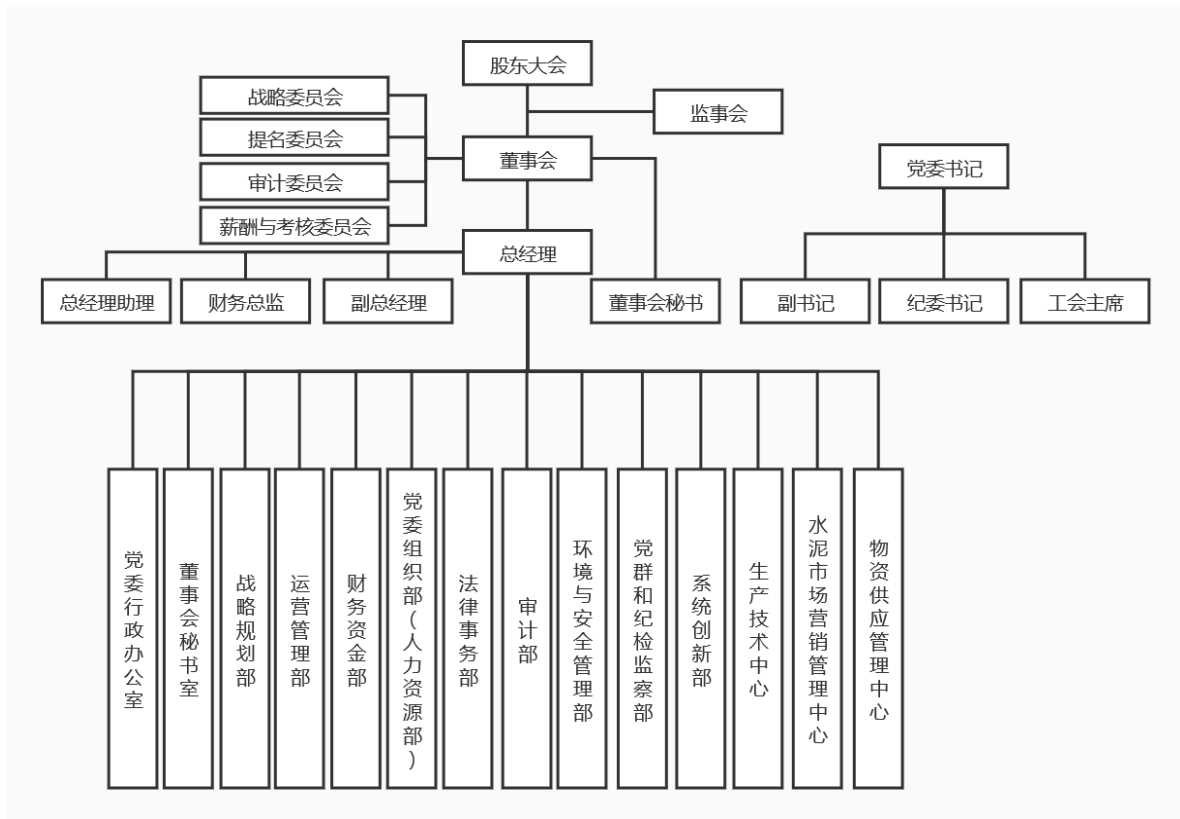 股东大会
战略委员会
监事会
提名委员会
董事会
党委书记
审计委员会
薪酬与考核委员会
总经理
总经理助理
财务总监
副总经理
董事会秘书
副书记
纪委书记
工会主席
党委行政办公室
董事会秘书室
战略规划部
运营管理部
财务资金部
党委组织部(人力资源部)
法律事务部
审计部
环境与安全管理部
党群和纪检监察部
系统创新部
生产技术中心
水泥市场营销管理中心
物资供应管理中心